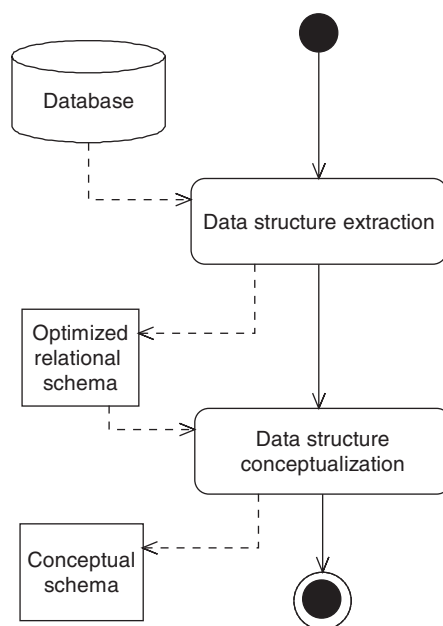 Database
Data structure extraction
Optimized
relational
schema
Data structure
conceptualization
Conceptual
schema